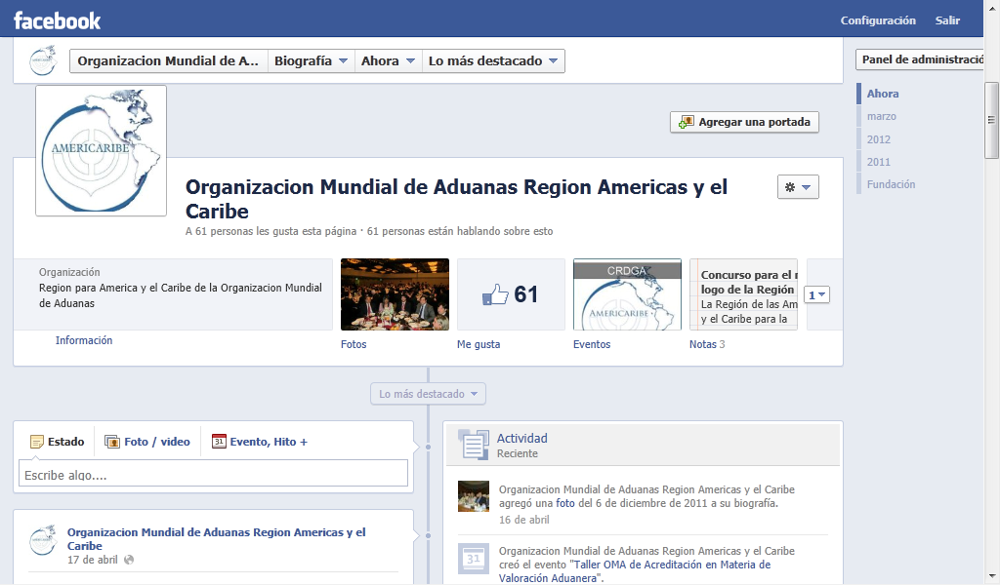 facebook
Configuración
Salir
Organizacion Mundial de A...
Biografía
Ahora
Lo más destacado
Panel de administració
Ahora
marzo
2012
2011
Fundación
AMERICARIBE
Agregar una portada
Organizacion Mundial de Aduanas Region Americas y el
Caribe
A 61 personas les gusta esta página · 61 personas están hablando sobre esto
Organización
Region para America y el Caribe de la Organizacion Mundial
de Aduanas
Información
Fotos
61
Me gusta
CRDGA
AMERICARIBE
Eventos
Concurso para el n
logo de la Región
La Región de las Am
y el Caribe para la
Notas 3
1
Lo más destacado
Estado
Foto / video
31
Evento, Hito +
Escribe algo....
Organizacion Mundial de Aduanas Region Americas y el
Caribe
17 de abril
Actividad
Reciente
Organizacion Mundial de Aduanas Region Americas y el Caribe
agregó una foto del 6 de diciembre de 2011 a su biografía.
16 de abril
31
Organizacion Mundial de Aduanas Region Americas y el Caribe
creó el evento "Taller OMA de Acreditación en Materia de
Valoración Aduanera".